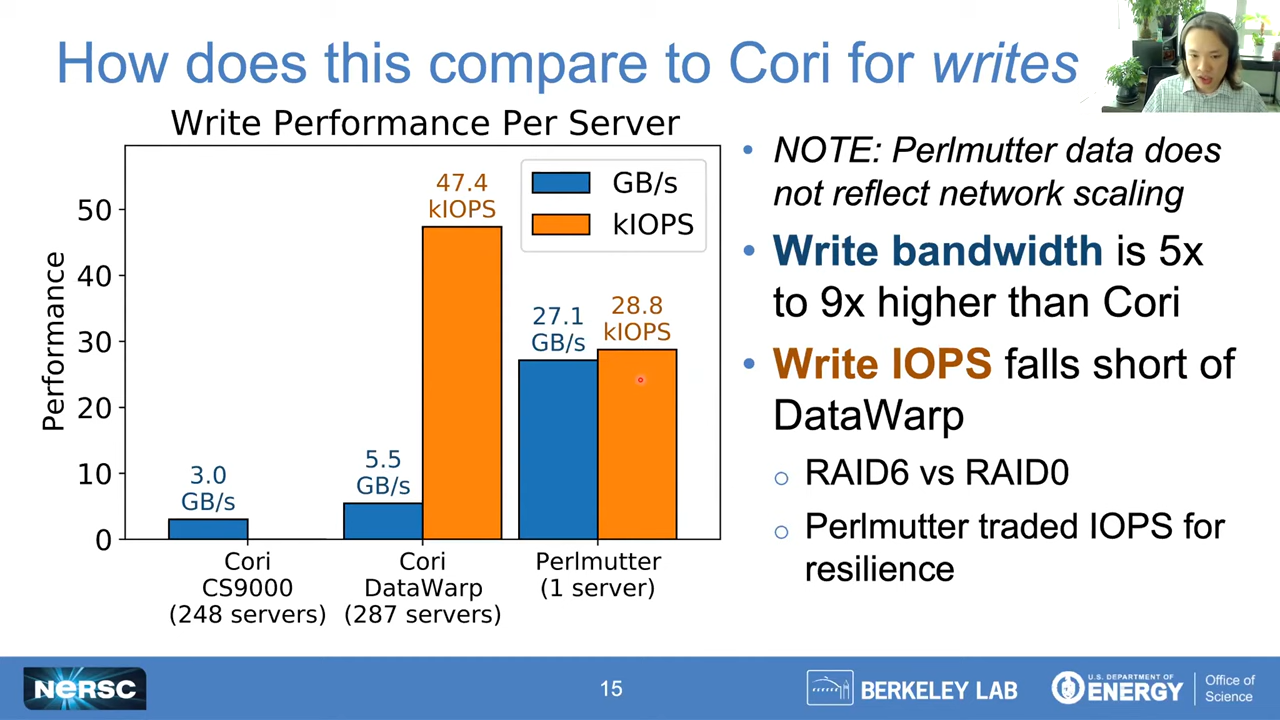 How does this compare to Cori for writes
Write Performance Per Server
GB/s
kIOPS
Performance
50
40
30
20
10
0
3.0
GB/s
5.5
GB/s
47.4
kIOPS
27.1
GB/s
28.8
kIOPS
Cori
CS9000
(248 servers)
Cori
DataWarp
(287 servers)
Perlmutter
(1 server)
• NOTE: Perlmutter data does
not reflect network scaling
• Write bandwidth is 5x
to 9x higher than Cori
• Write IOPS falls short of
DataWarp
○ RAID6 vs RAID0
○ Perlmutter traded IOPS for
resilience
NERSC
15
BERKELEY LAB
U.S. DEPARTMENT OF
ENERGY
Office of
Science